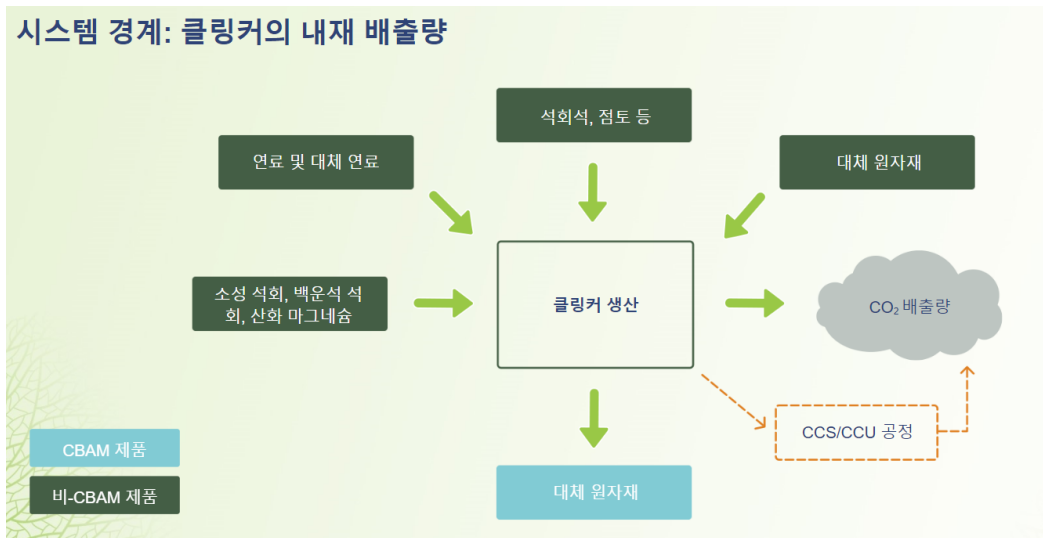 시스템 경계: 클링커의 내재 배출량
석회석, 점토 등
연료 및 대체 연료
대체 원자재
소성 석회, 백운석 석
회, 산화 마그네슘
클링커 생산
CO₂ 배출량
CCS/CCU 공정
CBAM 제품
비-CBAM 제품
대체 원자재